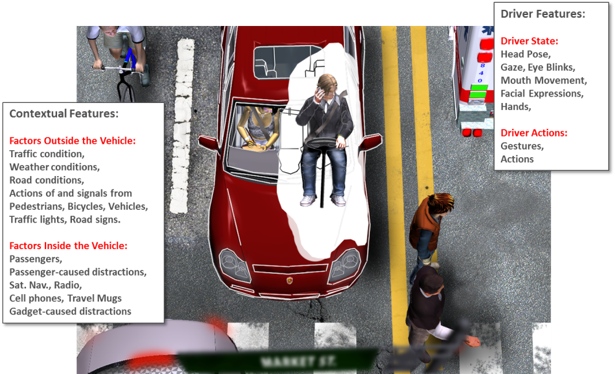 Contextual Features:
Factors Outside the Vehicle:
Traffic condition,
Weather conditions,
Road conditions,
Actions of and signals from
Pedestrians, Bicycles, Vehicles,
Traffic lights, Road signs.
Factors Inside the Vehicle:
Passengers,
Passenger-caused distractions,
Sat. Nav., Radio,
Cell phones, Travel Mugs
Gadget-caused distractions
Driver Features:
Driver State:
Head Pose,
Gaze, Eye Blinks,
Mouth Movement,
Facial Expressions,
Hands,
Driver Actions:
Gestures,
Actions
MARKET ST.